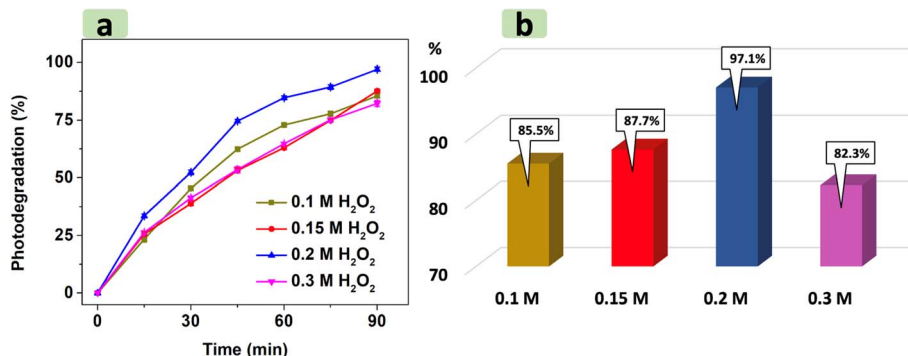 a
Photodegradation (%)
100
75
50
25
0
0.1 M H₂O₂
0.15 M H₂O₂
0.2 M H₂O₂
0.3 M H₂O₂
0 30 60 90
Time (min)
b
%
100
90
80
70
85.5%
87.7%
97.1%
82.3%
0.1 M 0.15 M 0.2 M 0.3 M